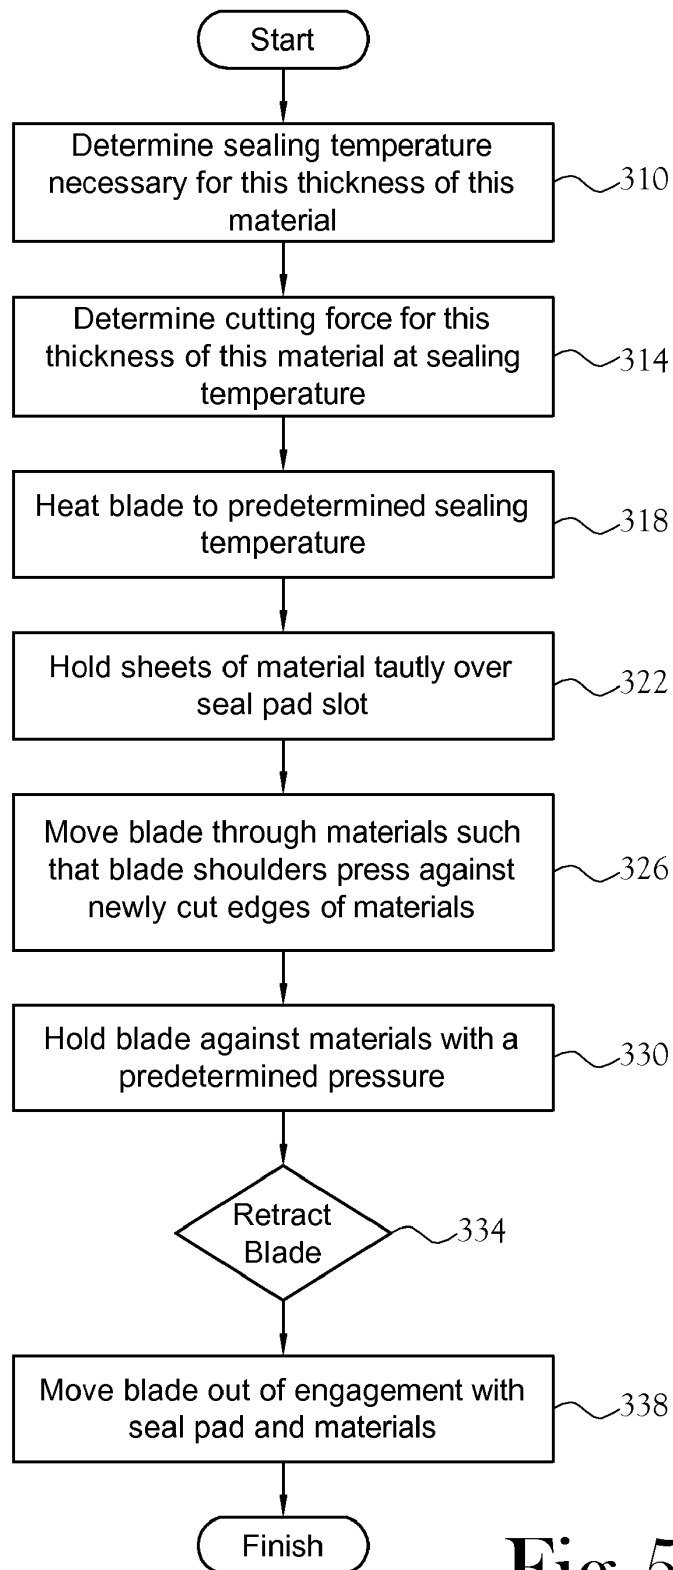 Start
Determine sealing temperature
necessary for this thickness of this
material
310
Determine cutting force for this
thickness of this material at sealing
temperature
314
Heat blade to predetermined sealing
temperature
318
Hold sheets of material tautly over
seal pad slot
322
Move blade through materials such
that blade shoulders press against
newly cut edges of materials
326
Hold blade against materials with a
predetermined pressure
330
Retract
Blade
334
Move blade out of engagement with
seal pad and materials
338
Finish
Fig 5